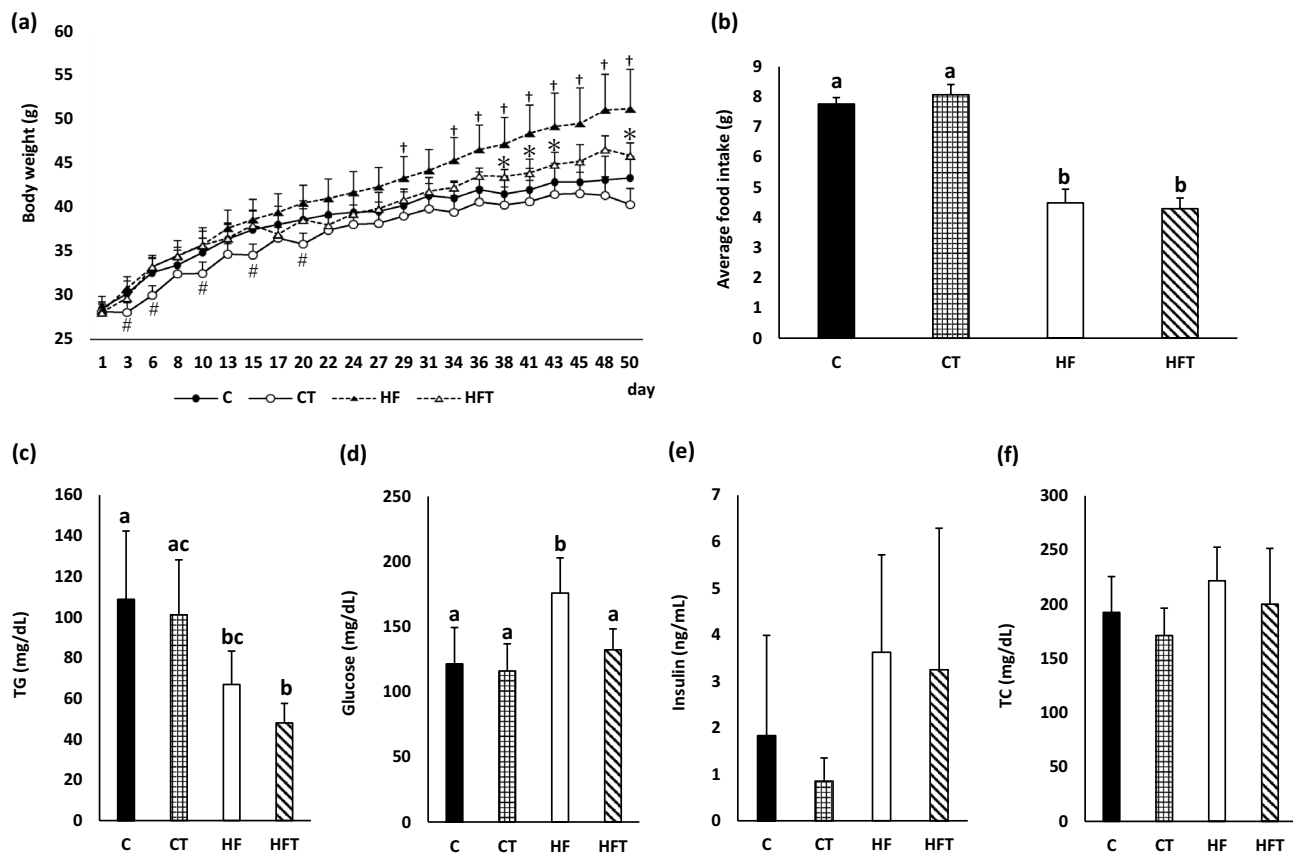 (a)
60
55
50
45
40
35
30
25
Body weight (g)
† † † † † † † † †
* * * *
# # # # #
1 3 6 8 10 13 15 17 20 22 24 27 29 31 34 36 38 41 43 45 48 50
day
C CT HF HFT
(b)
9
8
7
6
5
4
3
2
1
0
Average food intake (g)
a a b b
C CT HF HFT
(c)
160
140
120
100
80
60
40
20
0
TG (mg/dL)
a ac bc b
C CT HF HFT
(d)
250
200
150
100
50
0
Glucose (mg/dL)
a a b a
C CT HF HFT
(e)
7
6
5
4
3
2
1
0
Insulin (ng/mL)
C CT HF HFT
(f)
300
250
200
150
100
50
0
TC (mg/dL)
C CT HF HFT